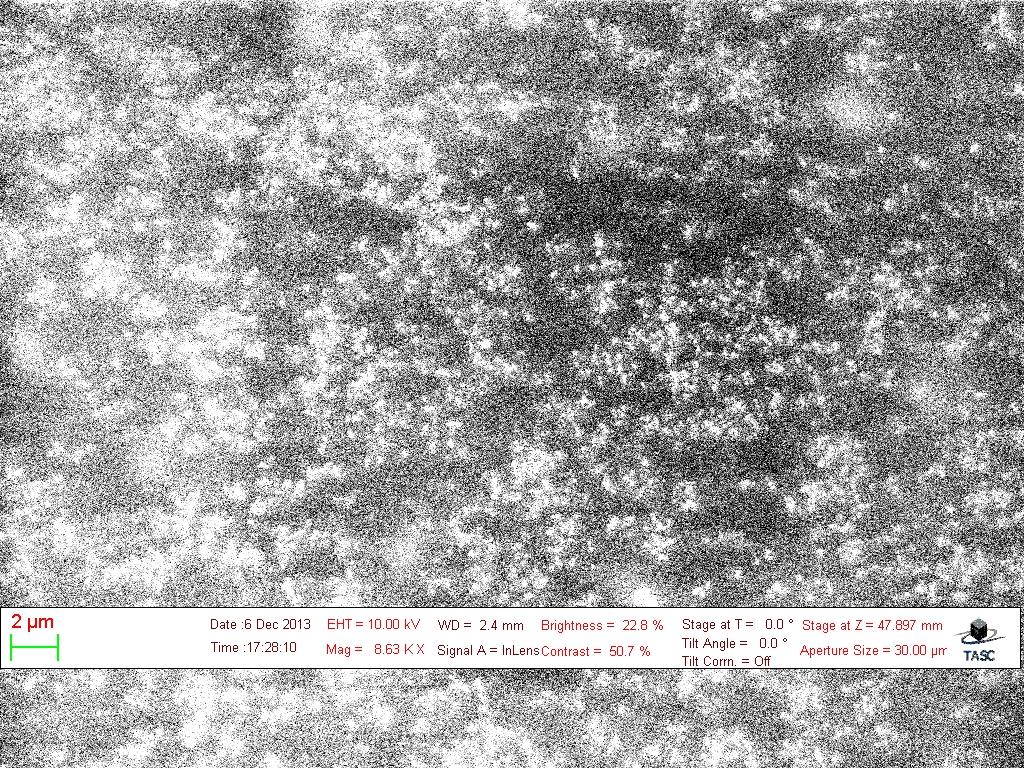 2 µm
Date :6 Dec 2013
Time :17:28:10
EHT = 10.00 kV
Mag = 8.63 K X
WD = 2.4 mm
Signal A = InLens
Brightness = 22.8 %
Contrast = 50.7 %
Stage at T = 0.0 °
Tilt Angle = 0.0 °
Tilt Corrn. = Off
Stage at Z = 47.897 mm
Aperture Size = 30.00 µm
TASC